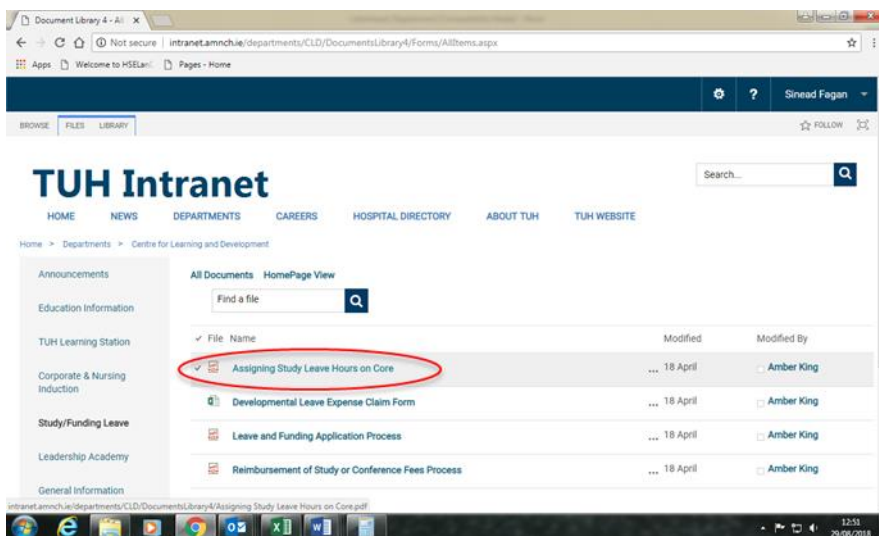 Document Library 4 - All
Not secure | intranet.amnch.ie/departments/CLD/DocumentsLibrary4/Forms/AllItems.aspx
Apps Welcome to HSELan Pages - Home
? Sinead Fagan
BROWSE FILES LIBRARY FOLLOW
TUH Intranet
Search...
HOME NEWS DEPARTMENTS CAREERS HOSPITAL DIRECTORY ABOUT TUH TUH WEBSITE
Home > Departments > Centre for Learning and Development
Announcements
Education Information
TUH Learning Station
Corporate & Nursing
Induction
Study/Funding Leave
Leadership Academy
General Information
All Documents HomePage View
Find a file
File Name Modified Modified By
Assigning Study Leave Hours on Core ... 18 April Amber King
Developmental Leave Expense Claim Form ... 18 April Amber King
Leave and Funding Application Process ... 18 April Amber King
Reimbursement of Study or Conference Fees Process ... 18 April Amber King
intranet.amnch.ie/departments/CLD/DocumentsLibrary4/Assigning Study Leave Hours on Core.pdf
12:51
29/08/2018